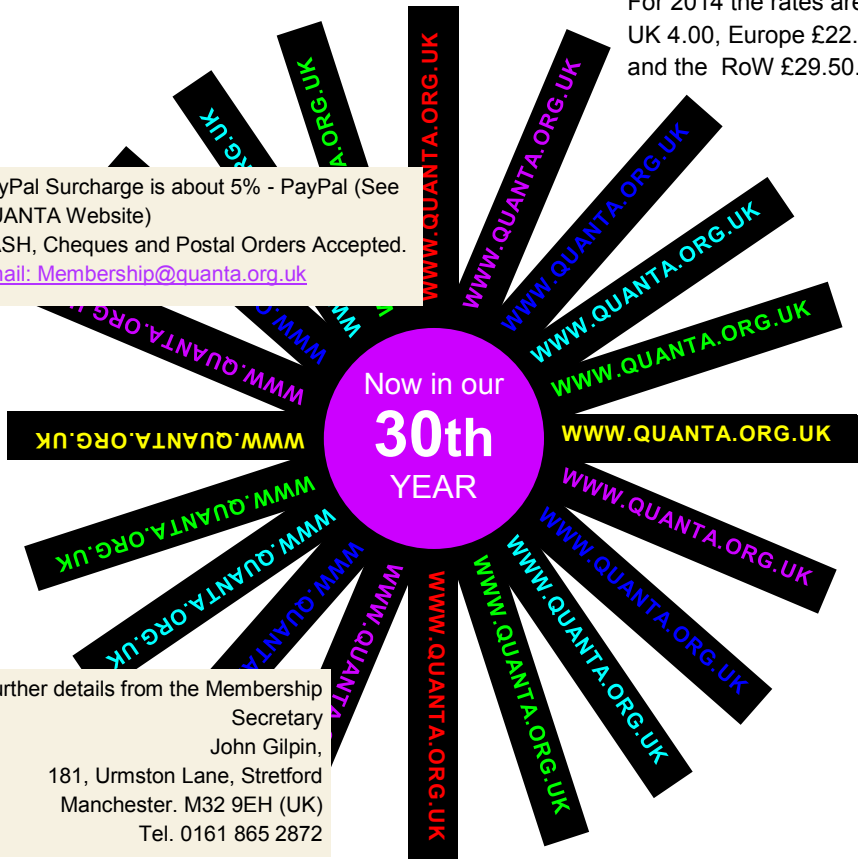 For 2014 the rates are
UK 4.00, Europe £22.
and the RoW £29.50.
yPal Surcharge is about 5% - PayPal (See
UANTA Website)
ASH, Cheques and Postal Orders Accepted.
mail: Membership@quanta.org.uk
WWW.QUANTA.ORG.UK
WWW.QUANTA.ORG.UK
WWW.QUANTA.ORG.UK
WWW.QUANTA.ORG.UK
WWW.QUANTA.ORG.UK
WWW.QUANTA.ORG.UK
WWW.QUANTA.ORG.UK
WWW.QUANTA.ORG.UK
WWW.QUANTA.ORG.UK
WWW.QUANTA.ORG.UK
WWW.QUANTA.ORG.UK
WWW.QUANTA
WWW.QUANTA
WWW.QUANTA.ORG.UK
WWW.QUANTA.ORG.UK
WWW.QUANTA.ORG.UK
WWW.QUANTA.ORG.U
Now in our
30th
YEAR
urther details from the Membership
Secretary
John Gilpin,
181, Urmston Lane, Stretford
Manchester. M32 9EH (UK)
Tel. 0161 865 2872